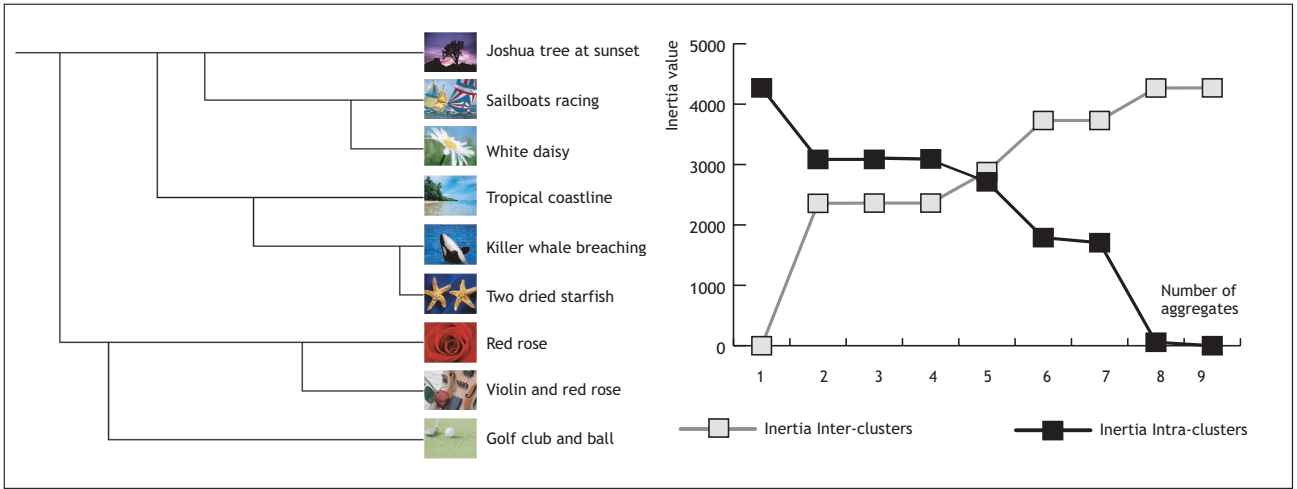 Joshua tree at sunset
Sailboats racing
White daisy
Tropical coastline
Killer whale breaching
Two dried starfish
Red rose
Violin and red rose
Golf club and ball
Inertia value
5000
4000
3000
2000
1000
0
Number of
aggregates
1 2 3 4 5 6 7 8 9
Inertia Inter-clusters
Inertia Intra-clusters